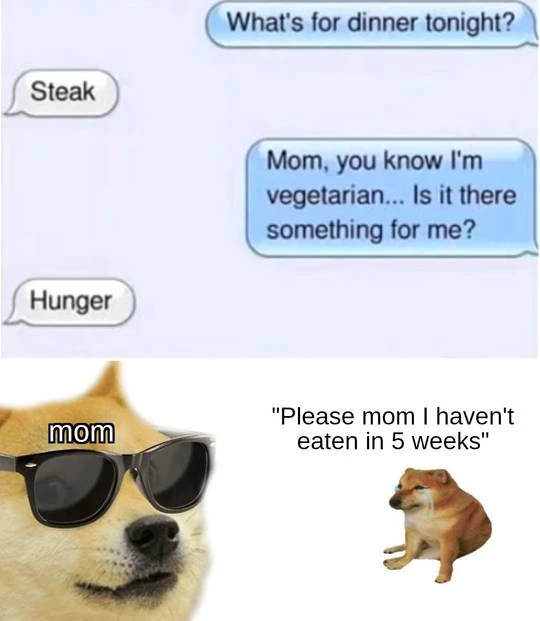 What's for dinner tonight?
Steak
Mom, you know I'm
vegetarian... Is it there
something for me?
Hunger
mom
"Please mom I haven't
eaten in 5 weeks"